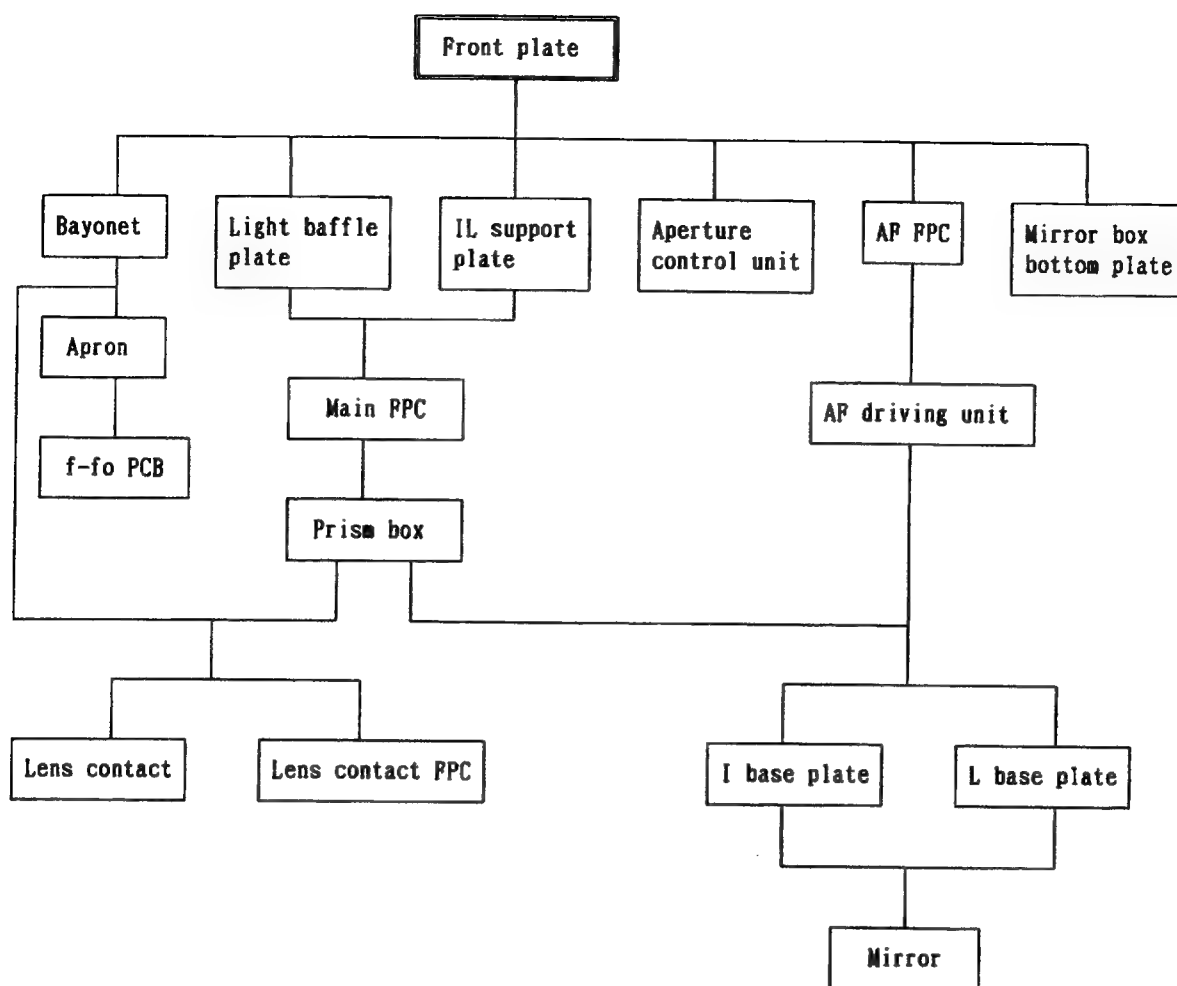 Front plate
Bayonet
Light baffle
plate
IL support
plate
Aperture
control unit
AF FPC
Mirror box
bottom plate
Apron
Main FPC
AF driving unit
f-fo PCB
Prism box
Lens contact
Lens contact FPC
I base plate
L base plate
Mirror